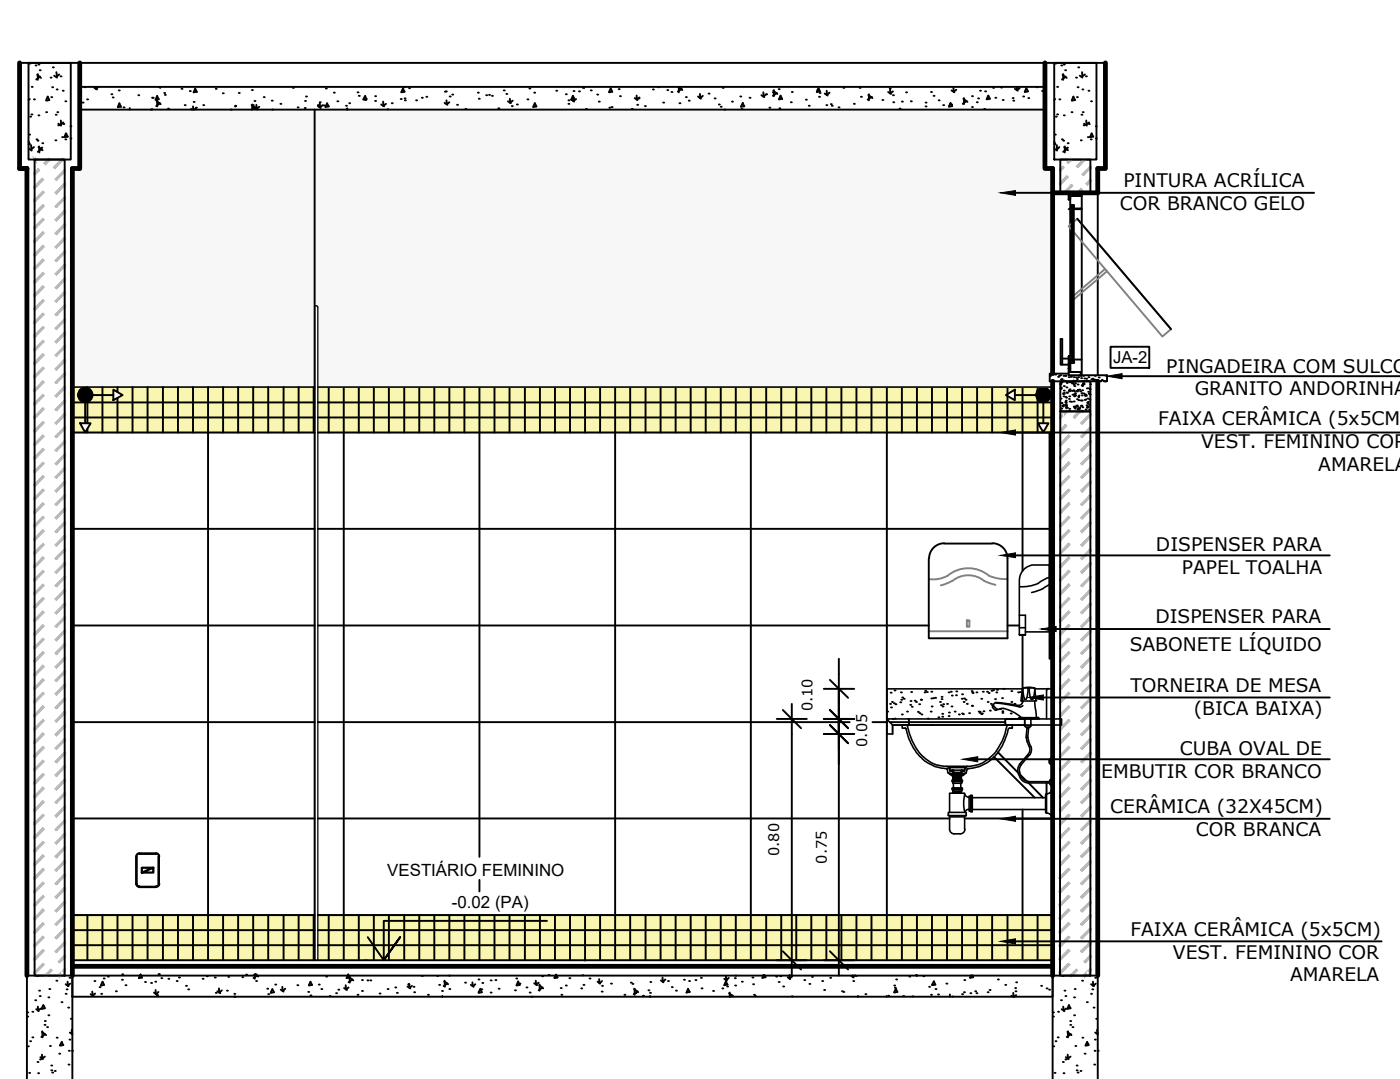 PINTURA ACRÍLICA
COR BRANCO GELO
JA-2
PINGADEIRA COM SULCO
GRANITO ANDORINHA
FAIXA CERÂMICA (5x5CM)
VEST. FEMININO COR
AMARELA
DISPENSER PARA
PAPEL TOALHA
DISPENSER PARA
SABONETE LÍQUIDO
TORNEIRA DE MESA
(BICA BAIXA)
CUBA OVAL DE
EMBUTIR COR BRANCO
CERÂMICA (32X45CM)
COR BRANCA
0.10
0.05
0.80
0.75
VESTIÁRIO FEMININO
-0.02 (PA)
FAIXA CERÂMICA (5x5CM)
VEST. FEMININO COR
AMARELA